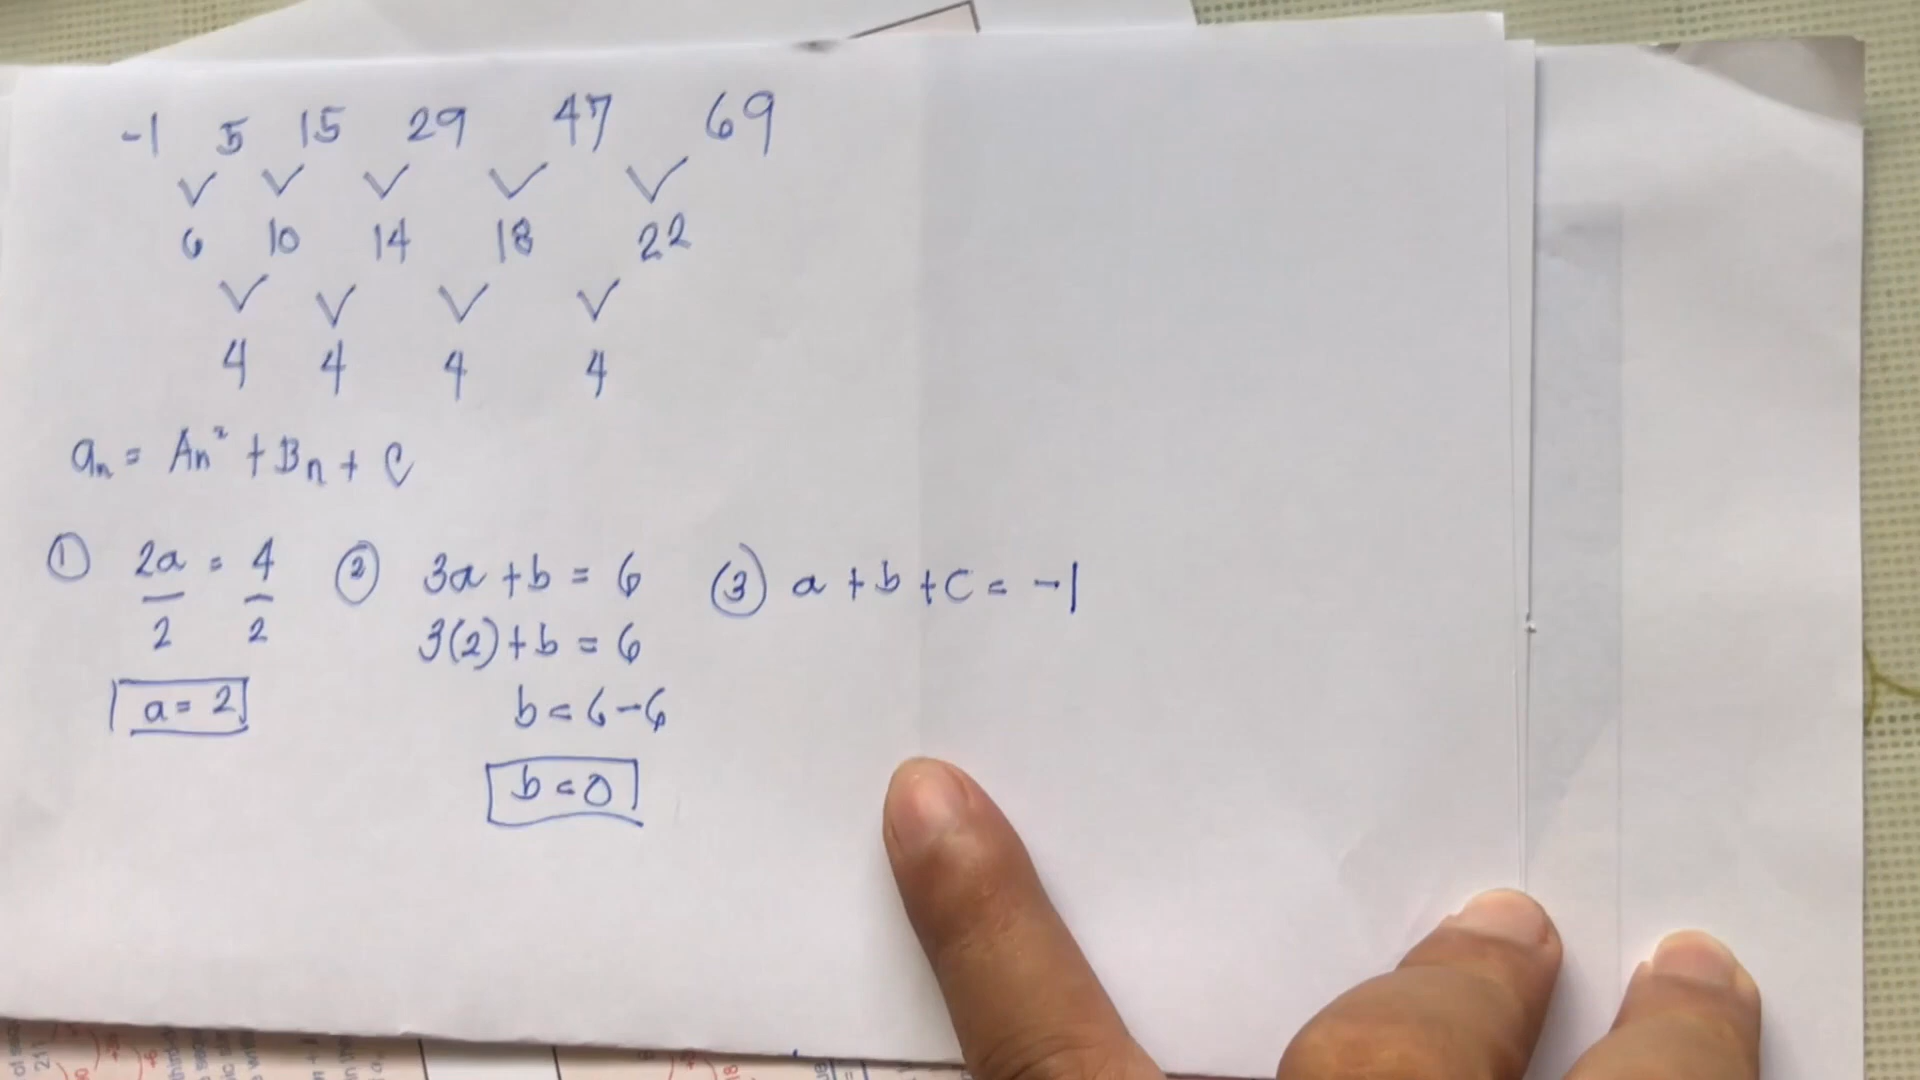 -1 5 15 29 47 69
6 10 14 18 22
4 4 4 4
aₙ = An² + Bn + C
① 2a = 4 ② 3a + b = 6 ③ a + b + c = -1
2 2 3(2) + b = 6
a = 2 b = 6 - 6
b = 0